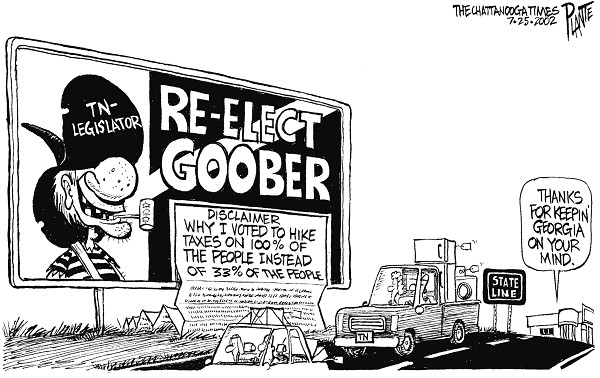 THE CHATTANOOGA TIMES
7·25·2002
PLANTE
TN-
LEGISLATOR
RE-ELECT
GOOBER
DISCLAIMER
WHY I VOTED TO HIKE
TAXES ON 100% OF
THE PEOPLE INSTEAD
OF 33% OF THE PEOPLE
TN
STATE
LINE
THANKS
FOR KEEPIN'
GEORGIA
ON YOUR
MIND.